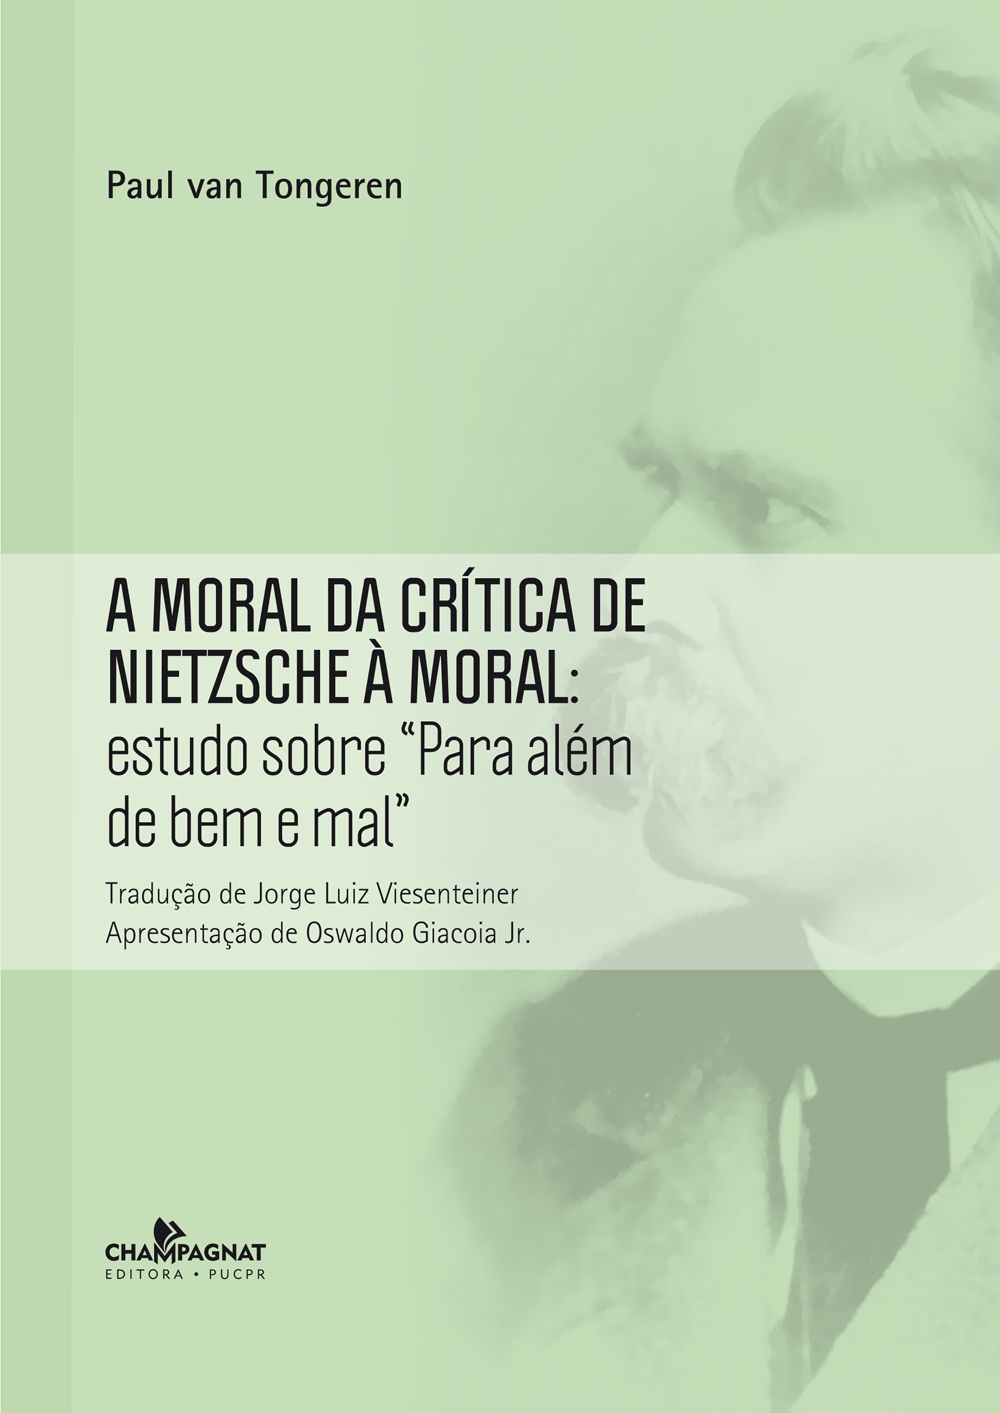 Paul van Tongeren
A MORAL DA CRÍTICA DE
NIETZSCHE À MORAL:
estudo sobre “Para além
de bem e mal”
Tradução de Jorge Luiz Viesenteiner
Apresentação de Oswaldo Giacoia Jr.
CHAMPAGNAT
EDITORA • PUCPR